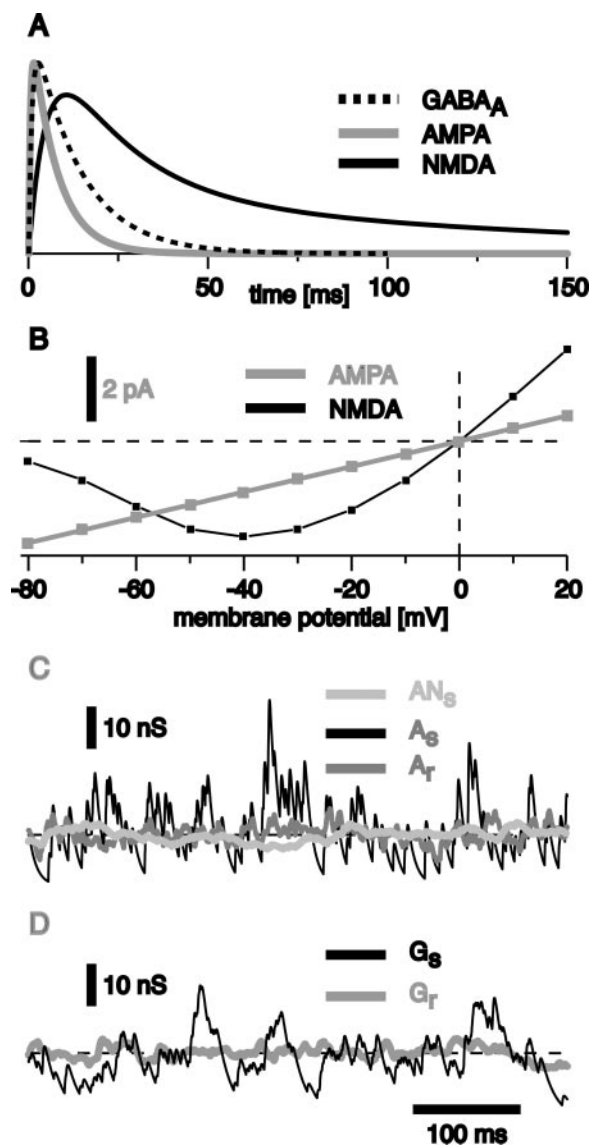 A
GABAA
AMPA
NMDA
0 50 100 150
time [ms]
B
2 pA
AMPA
NMDA
-80 -60 -40 -20 0 20
membrane potential [mV]
C
10 nS
ANs
As
Ar
D
10 nS
Gs
Gr
100 ms